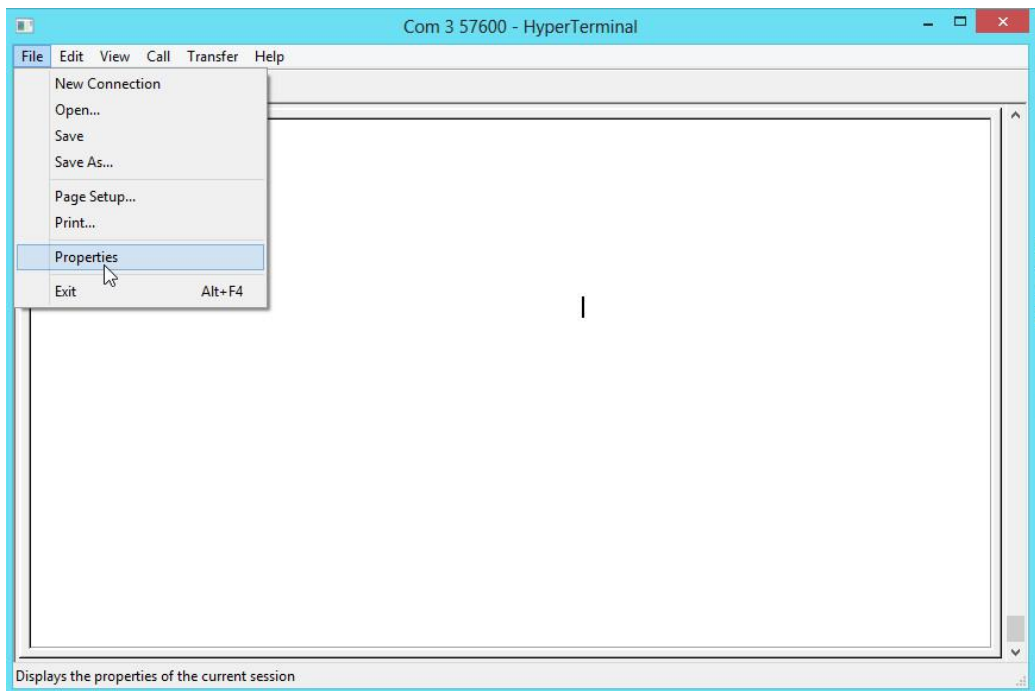 Com 3 57600 - HyperTerminal
File Edit View Call Transfer Help
New Connection
Open...
Save
Save As...
Page Setup...
Print...
Properties
Exit Alt+F4
Displays the properties of the current session